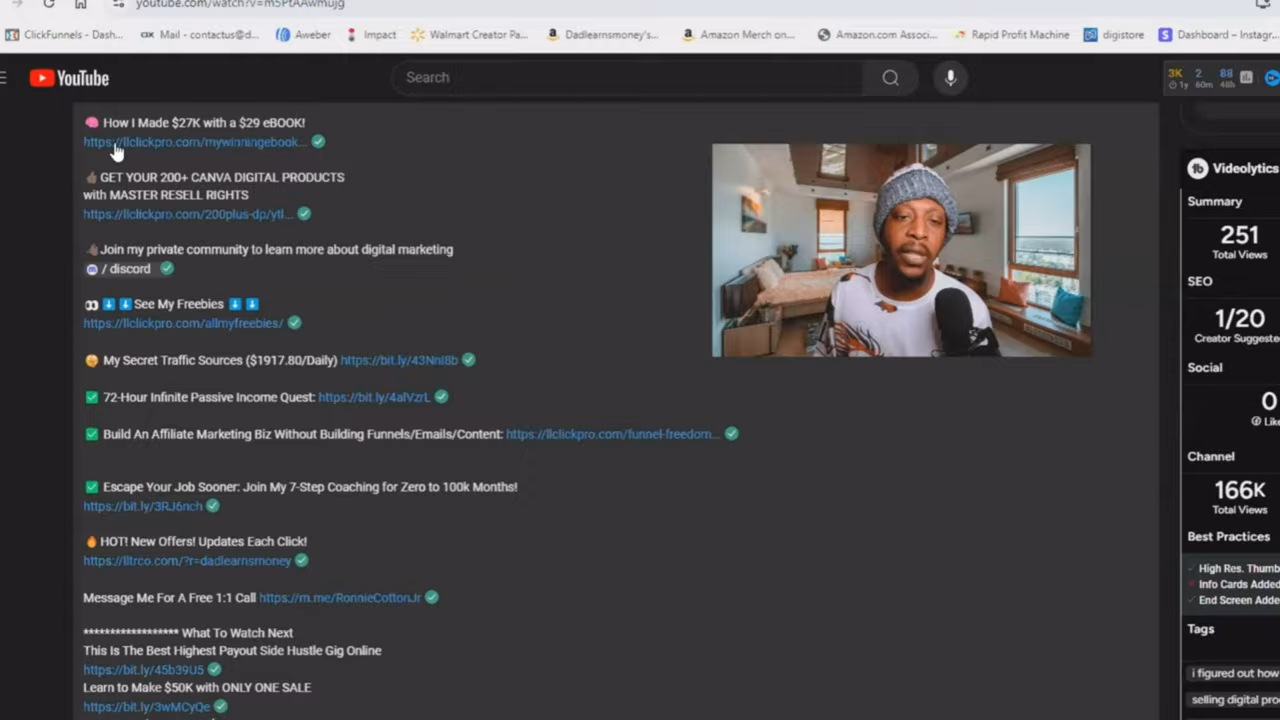 youtube.com/watch?v=m5PtAAwmujg
ClickFunnels - Dash...
Mail - contactus@d...
Aweber
Impact
Walmart Creator Pa...
Dadlearnsmoney's...
Amazon Merch on...
Amazon.com Associ...
Rapid Profit Machine
digistore
Dashboard – Instagr...
YouTube
Search
3K 2 88
1y 60m 48h
How I Made $27K with a $29 eBOOK!
https://llclickpro.com/mywinningebook...
GET YOUR 200+ CANVA DIGITAL PRODUCTS
with MASTER RESELL RIGHTS
https://llclickpro.com/200plus-dp/ytl...
Join my private community to learn more about digital marketing
/ discord
See My Freebies
https://llclickpro.com/allmyfreebies/
My Secret Traffic Sources ($1917.80/Daily) https://bit.ly/43NnI8b
72-Hour Infinite Passive Income Quest: https://bit.ly/4alVzrL
Build An Affiliate Marketing Biz Without Building Funnels/Emails/Content: https://llclickpro.com/funnel-freedom...
Escape Your Job Sooner: Join My 7-Step Coaching for Zero to 100k Months!
https://bit.ly/3RJ6nch
HOT! New Offers! Updates Each Click!
https://lltrco.com/?r=dadlearnsmoney
Message Me For A Free 1:1 Call https://m.me/RonnieCottonJr
****************** What To Watch Next
This Is The Best Highest Payout Side Hustle Gig Online
https://bit.ly/45b39U5
Learn to Make $50K with ONLY ONE SALE
https://bit.ly/3wMCyQe
Videolytics
Summary
251
Total Views
SEO
1/20
Creator Suggeste
Social
0
Lik
Channel
166K
Total Views
Best Practices
High Res. Thumb
Info Cards Added
End Screen Adde
Tags
i figured out how
selling digital pro